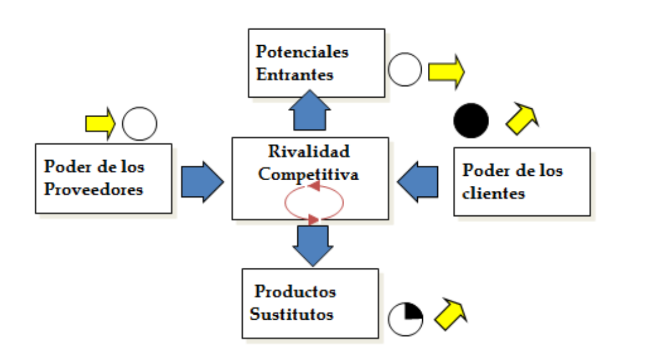 Potenciales
Entrantes
Poder de los
Proveedores
Rivalidad
Competitiva
Poder de los
clientes
Productos
Sustitutos